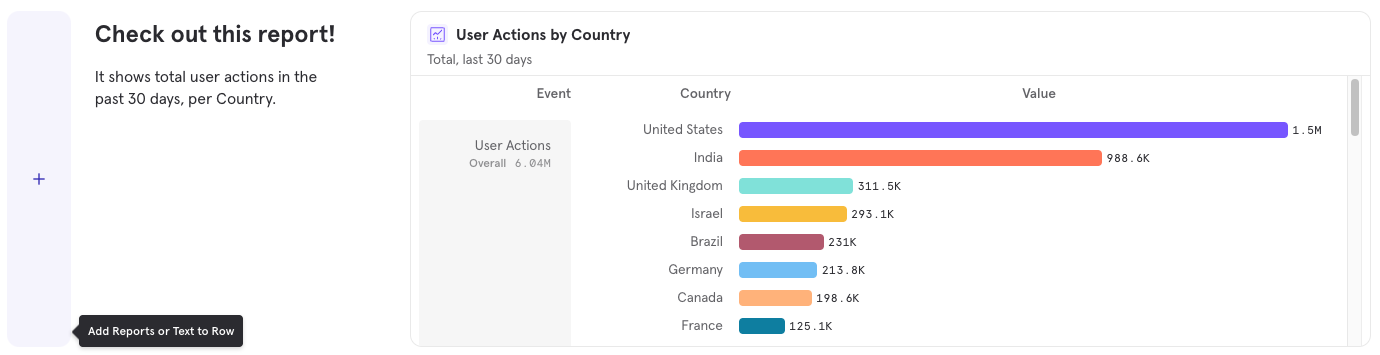 Check out this report!
It shows total user actions in the
past 30 days, per Country.
+
Add Reports or Text to Row
User Actions by Country
Total, last 30 days
Event Country Value
User Actions
Overall 6.04M
United States 1.5M
India 988.6K
United Kingdom 311.5K
Israel 293.1K
Brazil 231K
Germany 213.8K
Canada 198.6K
France 125.1K